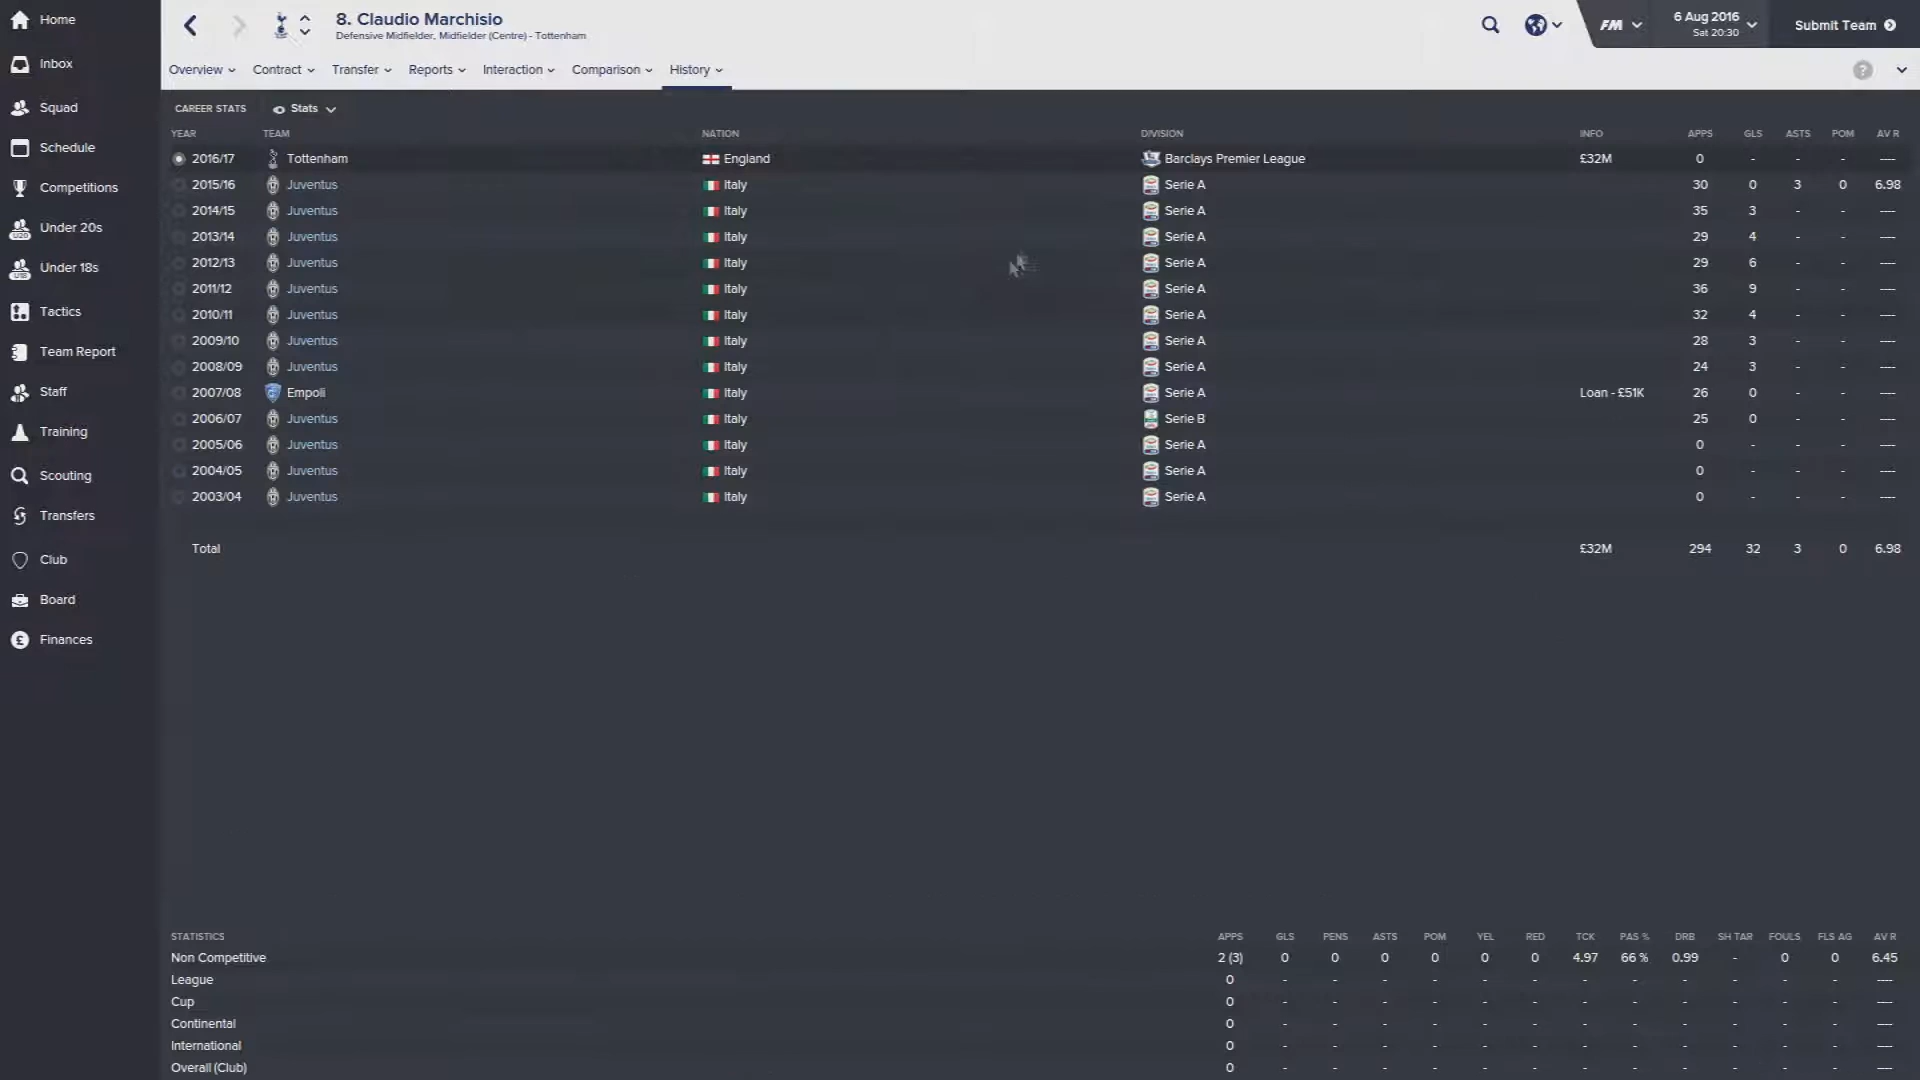 Home
Inbox
Squad
Schedule
Competitions
Under 20s
Under 18s
Tactics
Team Report
Staff
Training
Scouting
Transfers
Club
Board
Finances
8. Claudio Marchisio
Defensive Midfielder, Midfielder (Centre) - Tottenham
FM
6 Aug 2016
Sat 20:30
Submit Team
Overview Contract Transfer Reports Interaction Comparison History ?
CAREER STATS Stats
YEAR TEAM NATION DIVISION INFO APPS GLS ASTS POM AV R
2016/17 Tottenham England Barclays Premier League £32M 0 - - - ---
2015/16 Juventus Italy Serie A 30 0 3 0 6.98
2014/15 Juventus Italy Serie A 35 3 - - ---
2013/14 Juventus Italy Serie A 29 4 - - ---
2012/13 Juventus Italy Serie A 29 6 - - ---
2011/12 Juventus Italy Serie A 36 9 - - ---
2010/11 Juventus Italy Serie A 32 4 - - ---
2009/10 Juventus Italy Serie A 28 3 - - ---
2008/09 Juventus Italy Serie A 24 3 - - ---
2007/08 Empoli Italy Serie A Loan - £51K 26 0 - - ---
2006/07 Juventus Italy Serie B 25 0 - - ---
2005/06 Juventus Italy Serie A 0 - - - ---
2004/05 Juventus Italy Serie A 0 - - - ---
2003/04 Juventus Italy Serie A 0 - - - ---
Total £32M 294 32 3 0 6.98
STATISTICS APPS GLS PENS ASTS POM YEL RED TCK PAS % DRB SH TAR FOULS FLS AG AV R
Non Competitive 2 (3) 0 0 0 0 0 0 4.97 66 % 0.99 - 0 0 6.45
League 0 - - - - - - - - - - - - ---
Cup 0 - - - - - - - - - - - - ---
Continental 0 - - - - - - - - - - - - ---
International 0 - - - - - - - - - - - - ---
Overall (Club) 0 - - - - - - - - - - - - ---